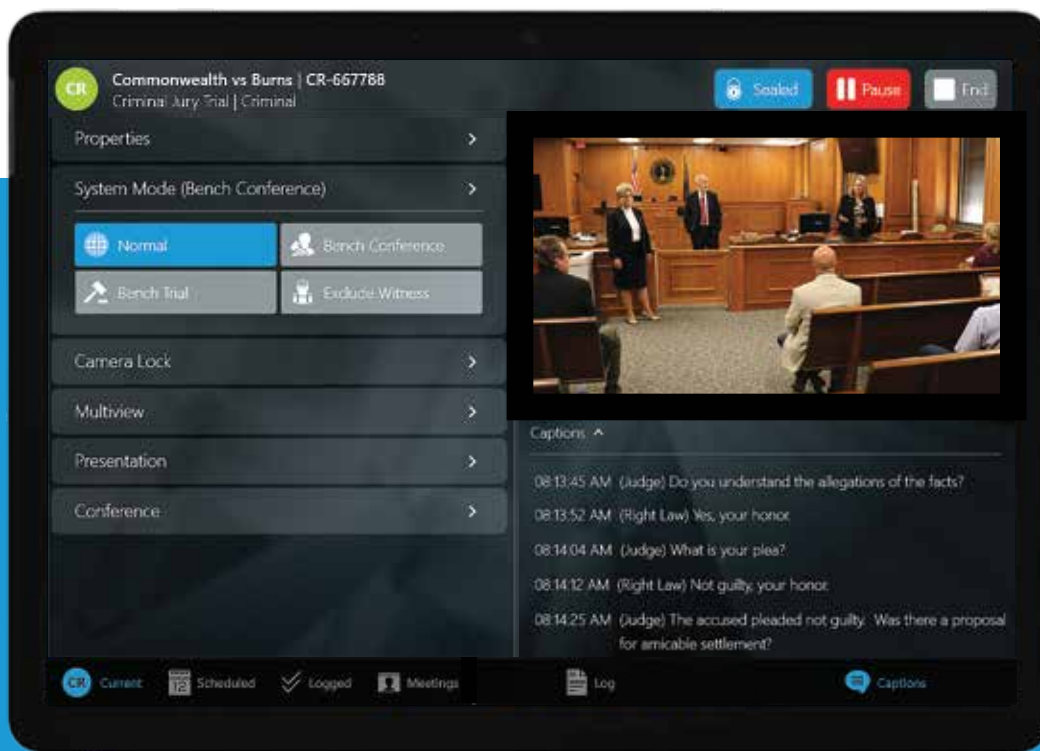 CR
Commonwealth vs Burns | CR-667788
Criminal Jury Trial | Criminal
Sealed
Pause
End
Properties
System Mode (Bench Conference)
Normal
Bench Conference
Bench Trial
Exclude Witness
Camera Lock
Multiview
Presentation
Conference
Captions
08:13:45 AM (Judge) Do you understand the allegations of the facts?
08:13:52 AM (Right Law) Yes, your honor.
08:14:04 AM (Judge) What is your plea?
08:14:12 AM (Right Law) Not guilty, your honor.
08:14:25 AM (Judge) The accused pleaded not guilty. Was there a proposal
for amicable settlement?
CR Current
12 Scheduled
Logged
Meetings
Log
Captions